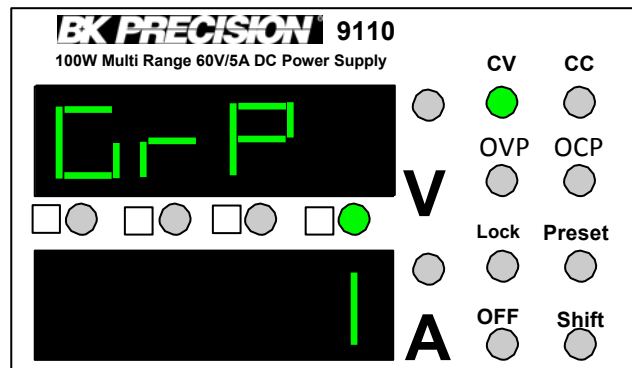 BK PRECISION® 9110
100W Multi Range 60V/5A DC Power Supply
CV CC
GrP
OVP OCP
V
Lock Preset
1
A
OFF Shift